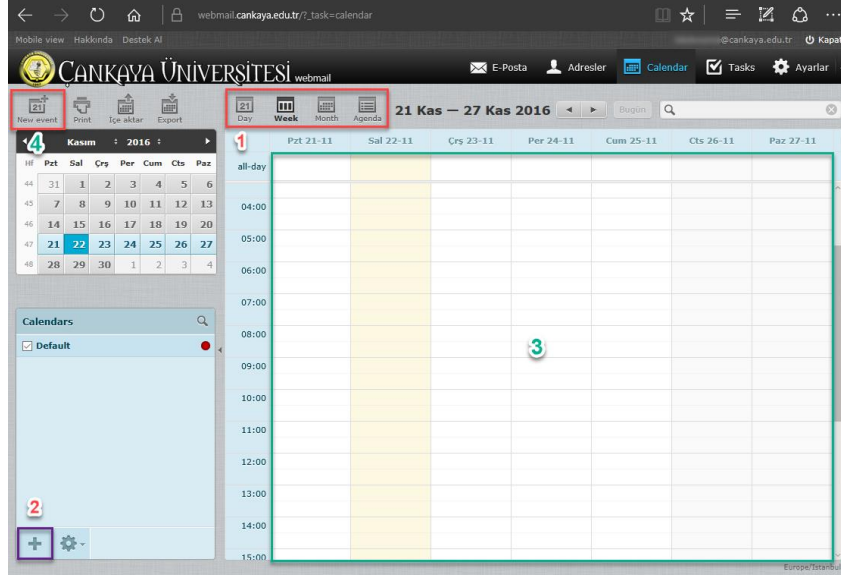 webmail.cankaya.edu.tr/?_task=calendar
Mobile view Hakkında Destek Al @cankaya.edu.tr Kapat
ÇANKAYA ÜNİVERSİTESİ webmail E-Posta Adresler Calendar Tasks Ayarlar
New event Print İçe aktar Export
21 Day Week Month Agenda 21 Kas — 27 Kas 2016 Bugün
4 Kasım 2016
1
Hf Pzt Sal Çrş Per Cum Cts Paz
44 31 1 2 3 4 5 6
45 7 8 9 10 11 12 13
46 14 15 16 17 18 19 20
47 21 22 23 24 25 26 27
48 28 29 30 1 2 3 4
Calendars
Default
2
Pzt 21-11 Sal 22-11 Çrş 23-11 Per 24-11 Cum 25-11 Cts 26-11 Paz 27-11
all-day
04:00
05:00
06:00
07:00
08:00
3
09:00
10:00
11:00
12:00
13:00
14:00
15:00
Europe/Istanbul